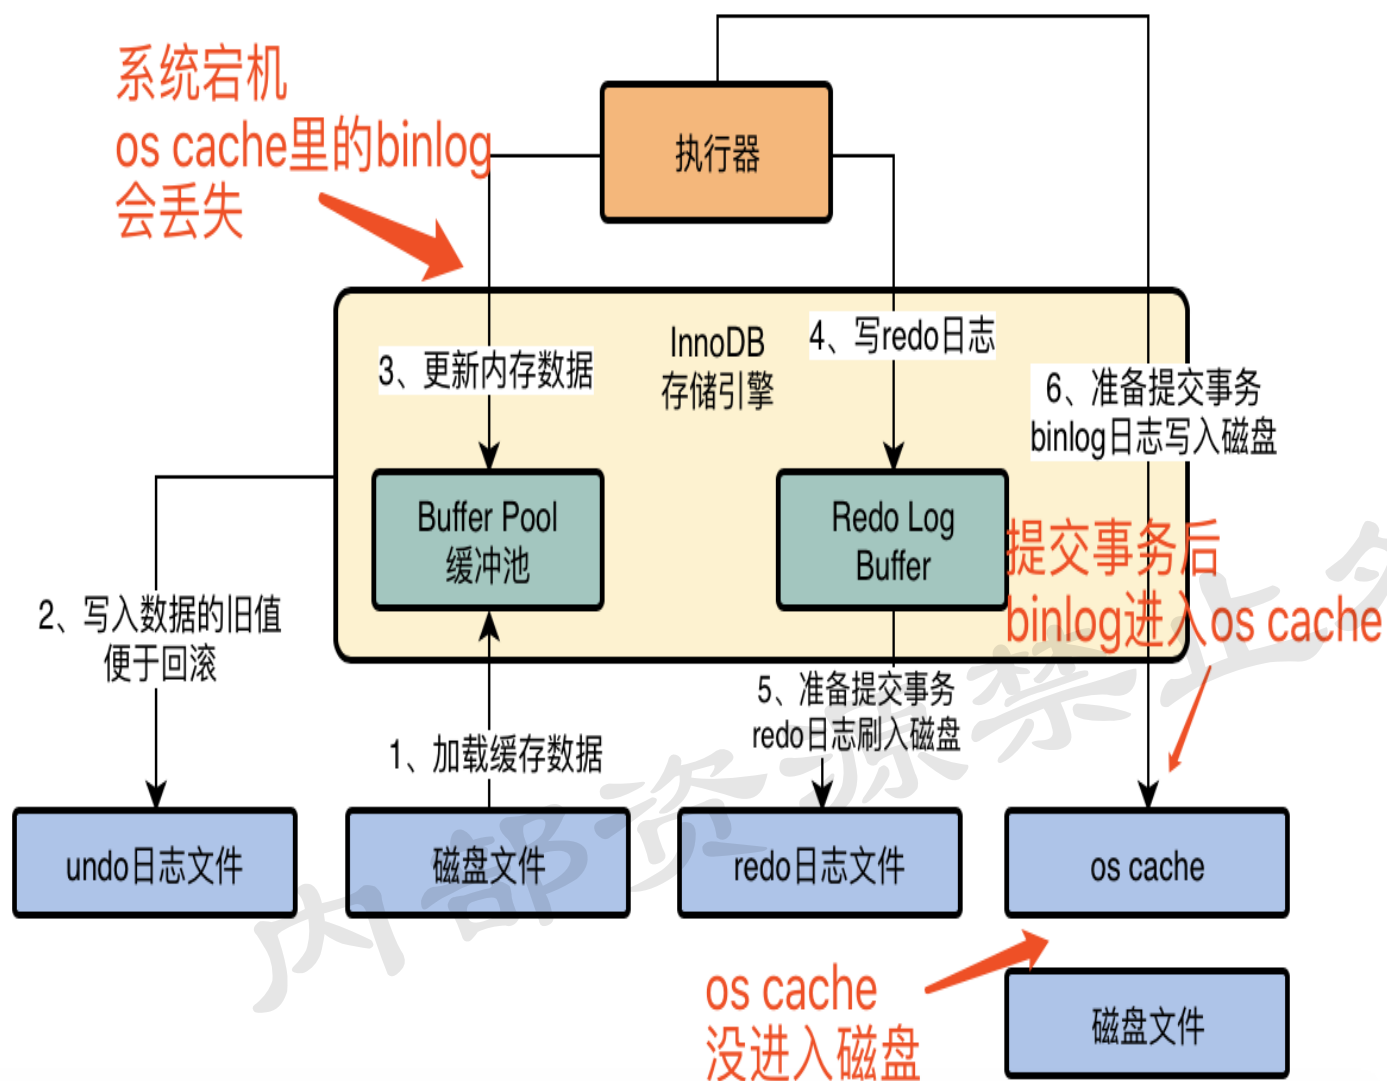 系统宕机
os cache里的binlog
会丢失
执行器
InnoDB
存储引擎
3、更新内存数据
4、写redo日志
6、准备提交事务
binlog日志写入磁盘
Buffer Pool
缓冲池
Redo Log
Buffer
提交事务后
binlog进入os cache
2、写入数据的旧值
便于回滚
1、加载缓存数据
5、准备提交事务
redo日志刷入磁盘
undo日志文件
磁盘文件
redo日志文件
os cache
os cache
没进入磁盘
磁盘文件
内部资源禁止